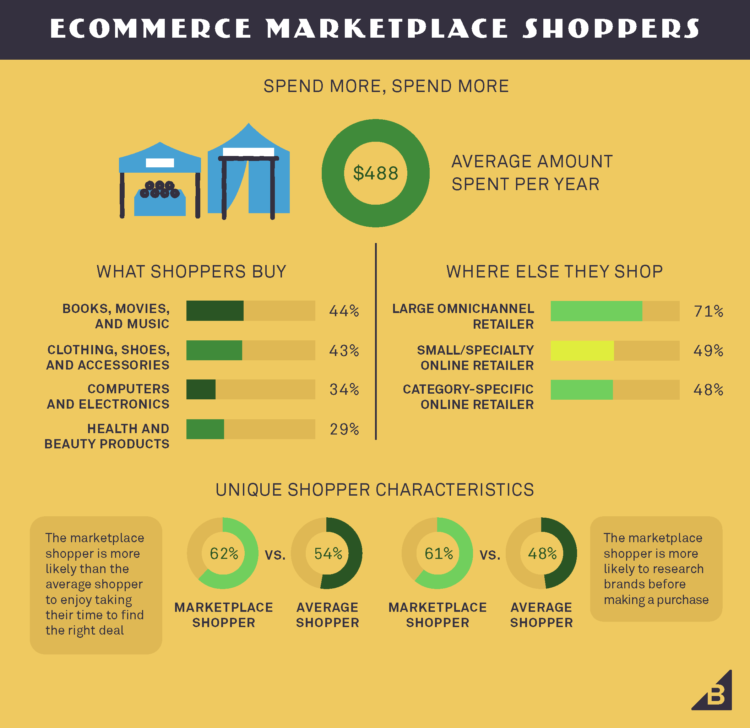 ECOMMERCE MARKETPLACE SHOPPERS
SPEND MORE, SPEND MORE
$488
AVERAGE AMOUNT
SPENT PER YEAR
WHAT SHOPPERS BUY
BOOKS, MOVIES,
AND MUSIC
44%
CLOTHING, SHOES,
AND ACCESSORIES
43%
COMPUTERS
AND ELECTRONICS
34%
HEALTH AND
BEAUTY PRODUCTS
29%
WHERE ELSE THEY SHOP
LARGE OMNICHANNEL
RETAILER
71%
SMALL/SPECIALTY
ONLINE RETAILER
49%
CATEGORY-SPECIFIC
ONLINE RETAILER
48%
UNIQUE SHOPPER CHARACTERISTICS
The marketplace
shopper is more
likely than the
average shopper
to enjoy taking
their time to find
the right deal
62%
MARKETPLACE
SHOPPER
VS.
54%
AVERAGE
SHOPPER
61%
MARKETPLACE
SHOPPER
VS.
48%
AVERAGE
SHOPPER
The marketplace
shopper is more
likely to research
brands before
making a purchase
B